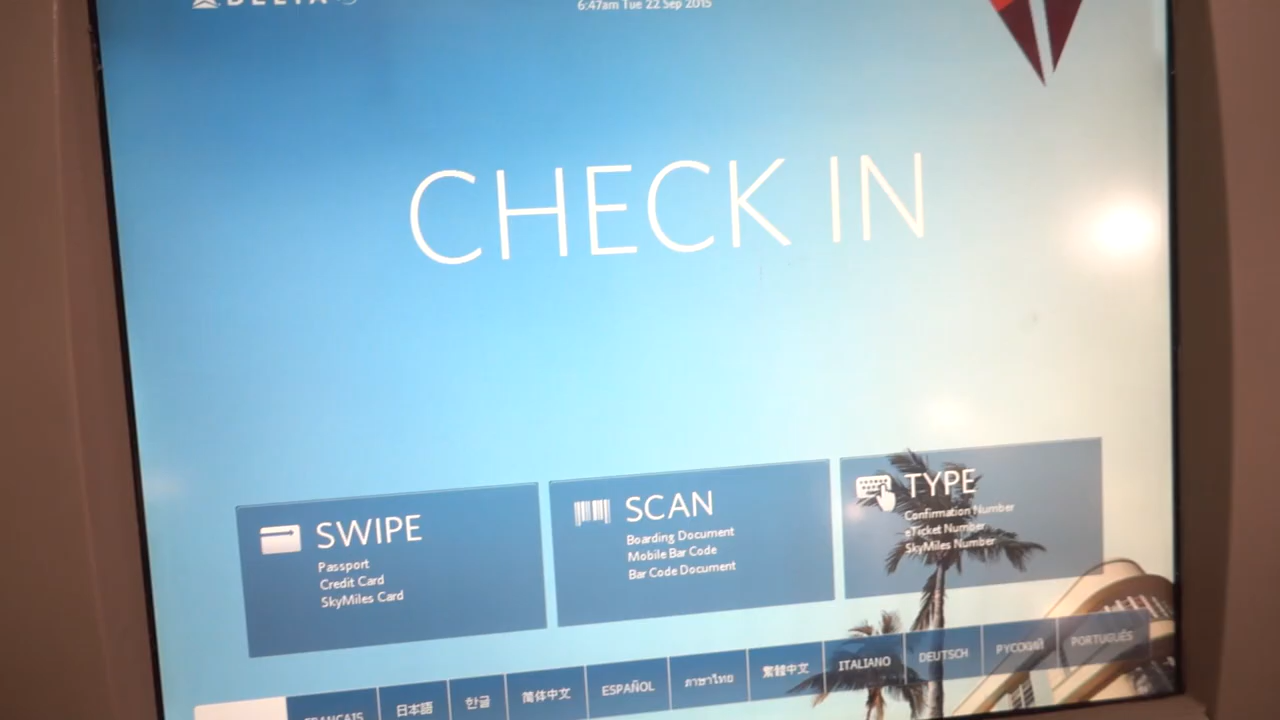 DELTA
6:47am Tue 22 Sep 2015
CHECK IN
SWIPE
Passport
Credit Card
SkyMiles Card
SCAN
Boarding Document
Mobile Bar Code
Bar Code Document
TYPE
Confirmation Number
eTicket Number
SkyMiles Number
FRANÇAIS 日本語 한글 简体中文 ESPAÑOL ภาษาไทย 繁體中文 ITALIANO DEUTSCH РУССКИЙ PORTUGUÊS